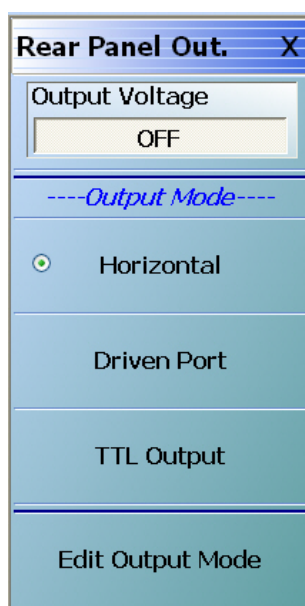 Rear Panel Out. X
Output Voltage
OFF
----Output Mode----
Horizontal
Driven Port
TTL Output
Edit Output Mode